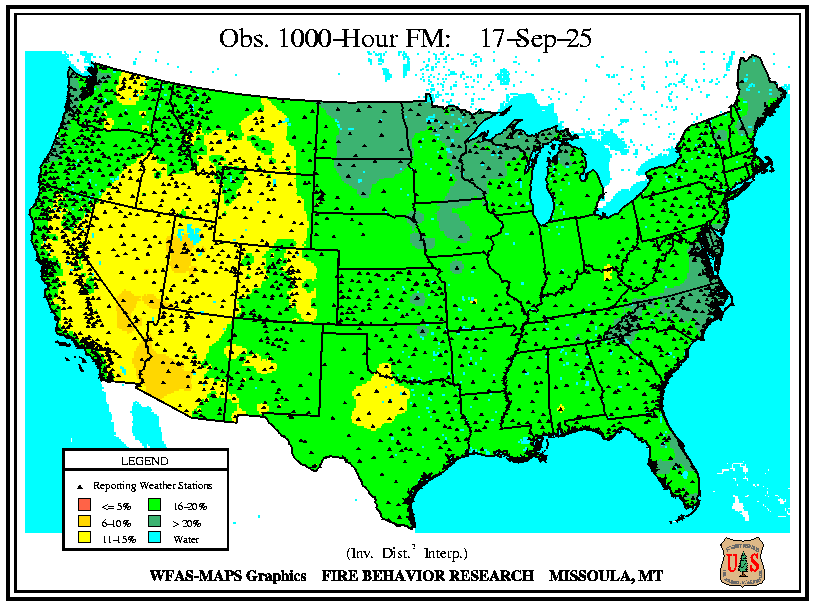 Obs. 1000-Hour FM: 17-Sep-25
LEGEND
Reporting Weather Stations
<= 5% 16-20%
6-10% > 20%
11-15% Water
(Inv. Dist.² Interp.)
WFAS-MAPS Graphics FIRE BEHAVIOR RESEARCH MISSOULA, MT
U S